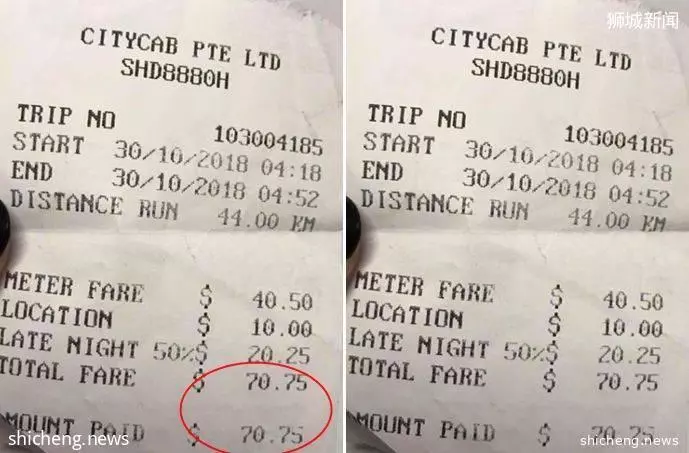 CITYCAB PTE LTD
SHD8880H
TRIP NO 103004185
START 30/10/2018 04:18
END 30/10/2018 04:52
DISTANCE RUN 44.00 KM
METER FARE $ 40.50
LOCATION $ 10.00
LATE NIGHT 50%$ 20.25
TOTAL FARE $ 70.75
MOUNT PAID $ 70.75
shicheng.news
狮城新闻
CITYCAB PTE LTD
SHD8880H
TRIP NO 103004185
START 30/10/2018 04:18
END 30/10/2018 04:52
DISTANCE RUN 44.00 KM
METER FARE $ 40.50
LOCATION $ 10.00
LATE NIGHT 50%$ 20.25
TOTAL FARE $ 70.75
MOUNT PAID $ 70.75
shicheng.news